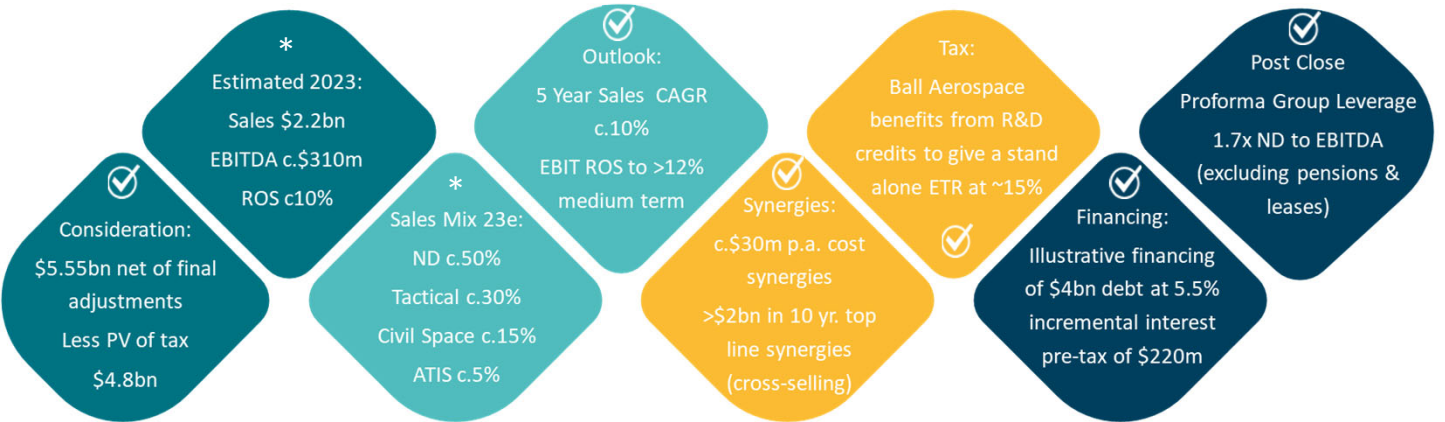 Consideration:
$5.55bn net of final
adjustments
Less PV of tax
$4.8bn
*
Estimated 2023:
Sales $2.2bn
EBITDA c.$310m
ROS c10%
*
Sales Mix 23e:
ND c.50%
Tactical c.30%
Civil Space c.15%
ATIS c.5%
Outlook:
5 Year Sales CAGR
c.10%
EBIT ROS to >12%
medium term
Synergies:
c.$30m p.a. cost
synergies
>$2bn in 10 yr. top
line synergies
(cross-selling)
Tax:
Ball Aerospace
benefits from R&D
credits to give a stand
alone ETR at ~15%
Financing:
Illustrative financing
of $4bn debt at 5.5%
incremental interest
pre-tax of $220m
Post Close
Proforma Group Leverage
1.7x ND to EBITDA
(excluding pensions &
leases)